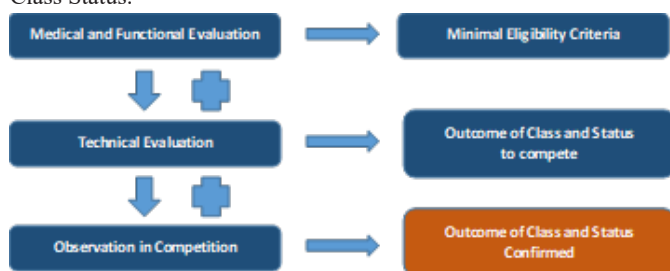 Class Status.
Medical and Functional Evaluation
Minimal Eligibility Criteria
Technical Evaluation
Outcome of Class and Status
to compete
Observation in Competition
Outcome of Class and Status
Confirmed